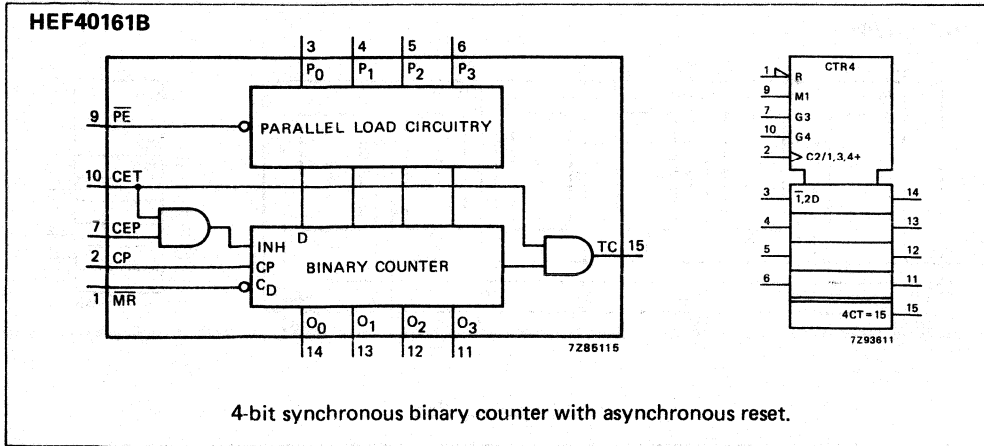 HEF40161B
3 4 5 6
P0 P1 P2 P3
9 PE
PARALLEL LOAD CIRCUITRY
10 CET
7 CEP
2 CP
1 MR
D
INH
CP
CD
BINARY COUNTER
TC 15
O0 O1 O2 O3
14 13 12 11
7Z85115
CTR4
1 R
9 M1
7 G3
10 G4
2 C2/1,3,4+
3 1,2D 14
4 13
5 12
6 11
4CT=15 15
7Z93611
4-bit synchronous binary counter with asynchronous reset.